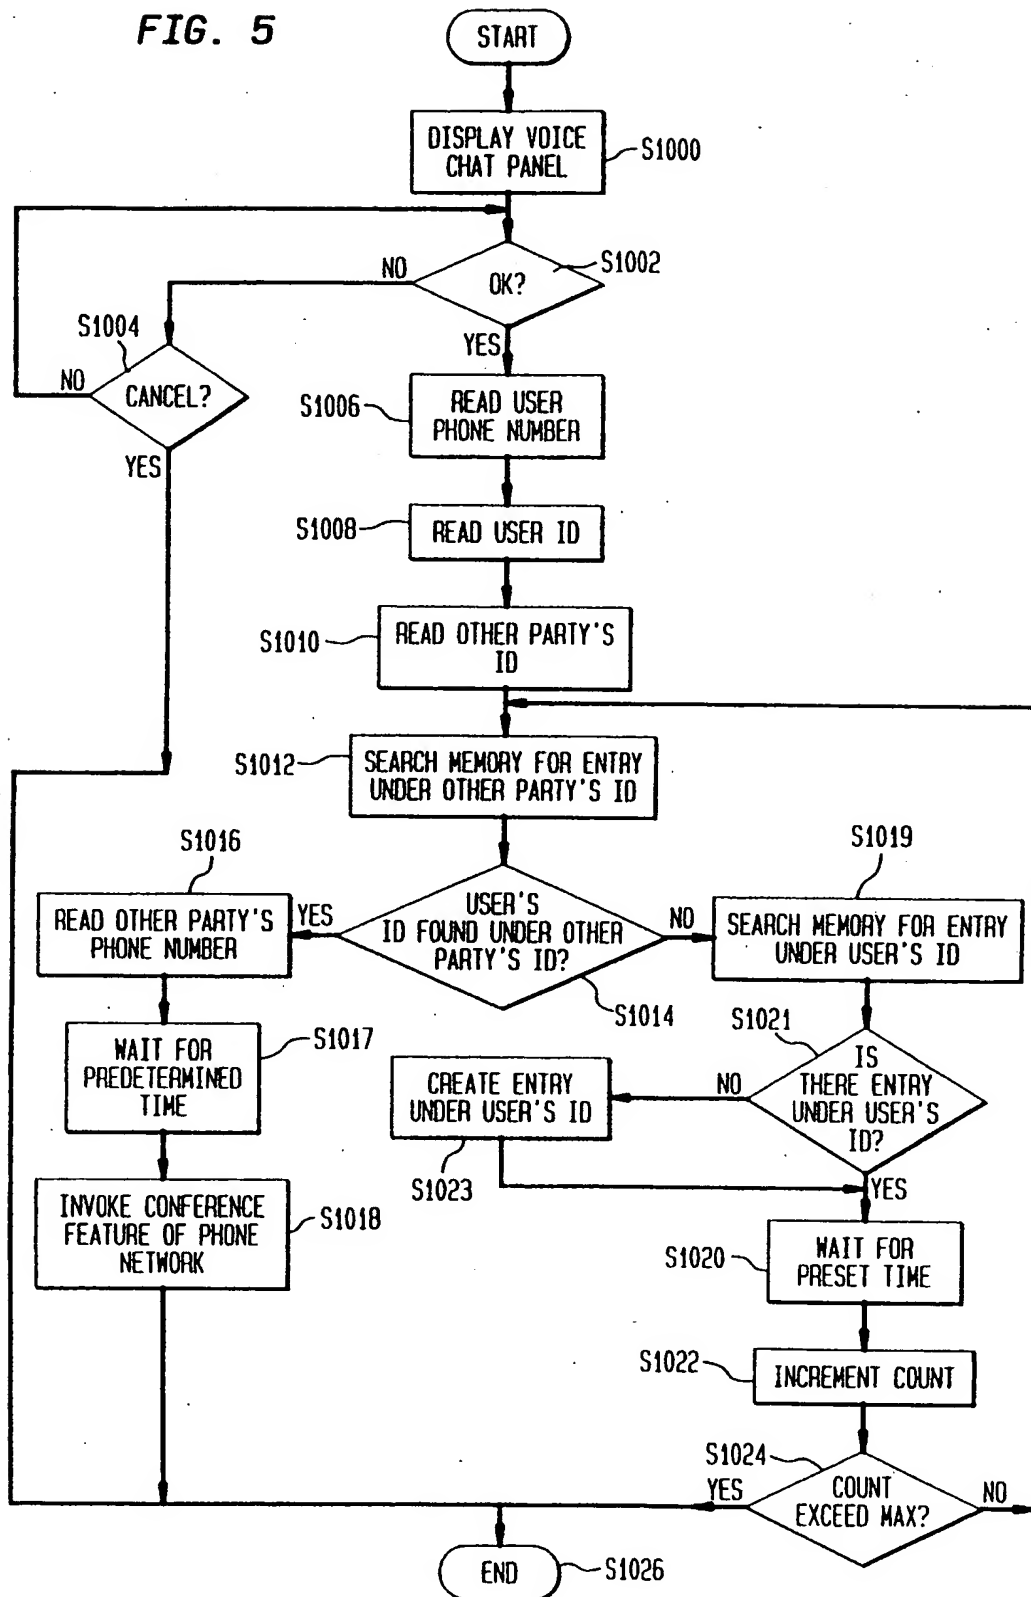 FIG. 5
START
DISPLAY VOICE
CHAT PANEL
S1000
OK?
S1002
NO
YES
S1004
CANCEL?
NO
YES
S1006
READ USER
PHONE NUMBER
S1008
READ USER ID
S1010
READ OTHER PARTY'S
ID
S1012
SEARCH MEMORY FOR ENTRY
UNDER OTHER PARTY'S ID
USER'S
ID FOUND UNDER OTHER
PARTY'S ID?
S1014
YES
NO
S1016
READ OTHER PARTY'S
PHONE NUMBER
WAIT FOR
PREDETERMINED
TIME
S1017
INVOKE CONFERENCE
FEATURE OF PHONE
NETWORK
S1018
S1019
SEARCH MEMORY FOR ENTRY
UNDER USER'S ID
S1021
IS
THERE ENTRY
UNDER USER'S
ID?
NO
YES
CREATE ENTRY
UNDER USER'S ID
S1023
S1020
WAIT FOR
PRESET TIME
S1022
INCREMENT COUNT
S1024
COUNT
EXCEED MAX?
YES
NO
END
S1026